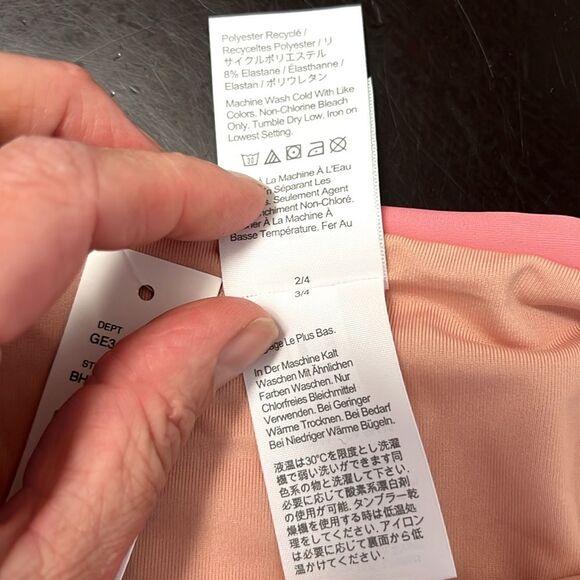 Polyester Recyclé /
Recyceltes Polyester / リ
サイクルポリエステル
8% Elastane / Élasthanne /
Elastan / ポリウレタン
Machine Wash Cold With Like
Colors. Non-Chlorine Bleach
Only. Tumble Dry Low. Iron on
Lowest Setting.
30
À La Machine À L'Eau
Séparant Les
Seulement Agent
Non-Chloré.
À La Machine À
Basse Température. Fer Au
2/4
3/4
Le Plus Bas.
In Der Maschine Kalt
Waschen Mit Ähnlichen
Farben Waschen. Nur
Chlorfreies Bleichmittel
Verwenden. Bei Geringer
Wärme Trocknen. Bei Bedarf
Bei Niedriger Wärme Bügeln.
液温は30℃を限度とし洗濯
機で弱い洗いができます同
色系の物と洗濯して下さい.
必要に応じて酸素系漂白剤
の使用が可能. タンブラー乾
燥機を使用する時は低温処
理をしてください. アイロン
は必要に応じて裏面から低
温かけてください.
DEPT
GE3
ST
BH